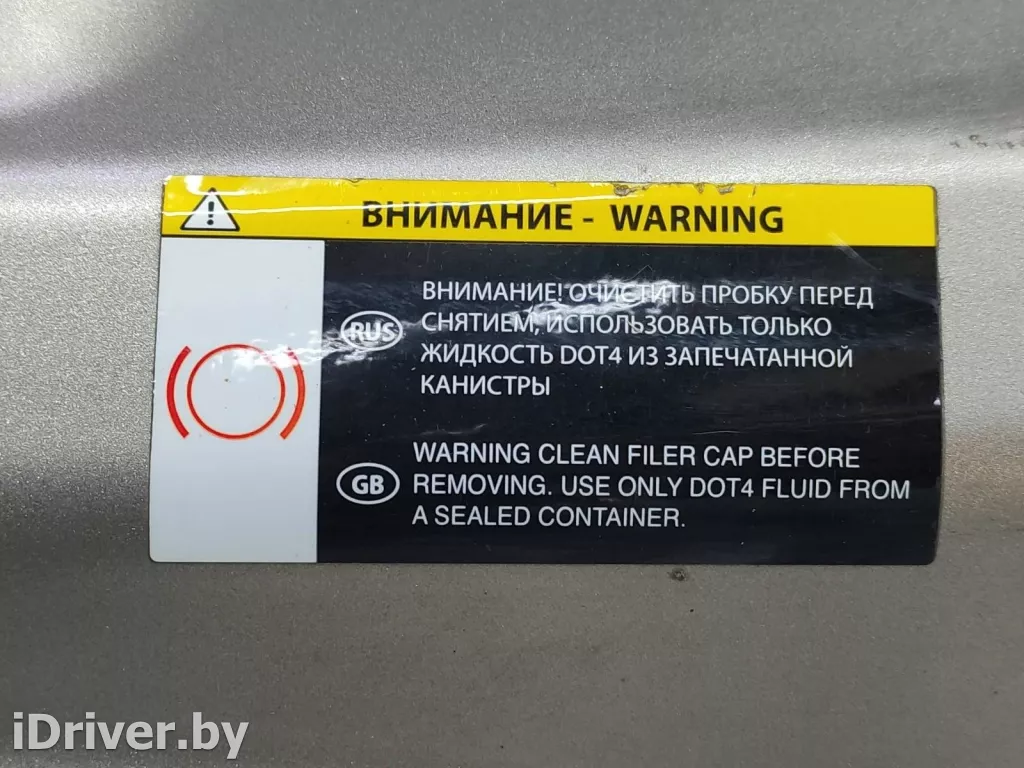 ВНИМАНИЕ - WARNING
RUS
ВНИМАНИЕ! ОЧИСТИТЬ ПРОБКУ ПЕРЕД
СНЯТИЕМ, ИСПОЛЬЗОВАТЬ ТОЛЬКО
ЖИДКОСТЬ DOT4 ИЗ ЗАПЕЧАТАННОЙ
КАНИСТРЫ
GB
WARNING CLEAN FILER CAP BEFORE
REMOVING. USE ONLY DOT4 FLUID FROM
A SEALED CONTAINER.
iDriver.by